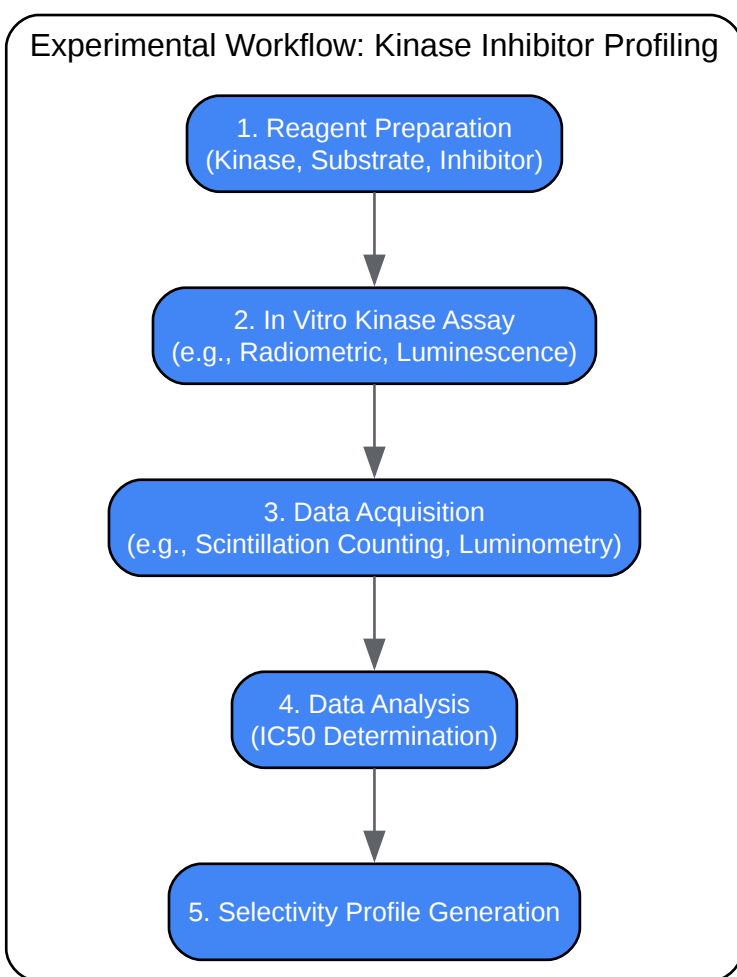 Experimental Workflow: Kinase Inhibitor Profiling
1. Reagent Preparation
(Kinase, Substrate, Inhibitor)
2. In Vitro Kinase Assay
(e.g., Radiometric, Luminescence)
3. Data Acquisition
(e.g., Scintillation Counting, Luminometry)
4. Data Analysis
(IC50 Determination)
5. Selectivity Profile Generation